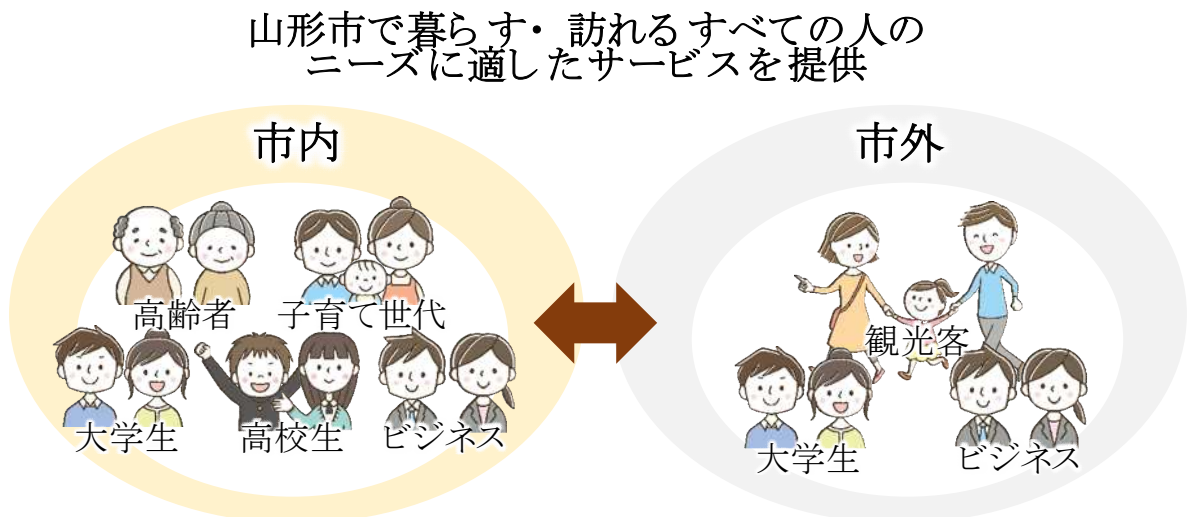 山形市で暮らす・訪れるすべての人の
ニーズに適したサービスを提供
市内
高齢者
子育て世代
大学生
高校生
ビジネス
市外
観光客
大学生
ビジネス